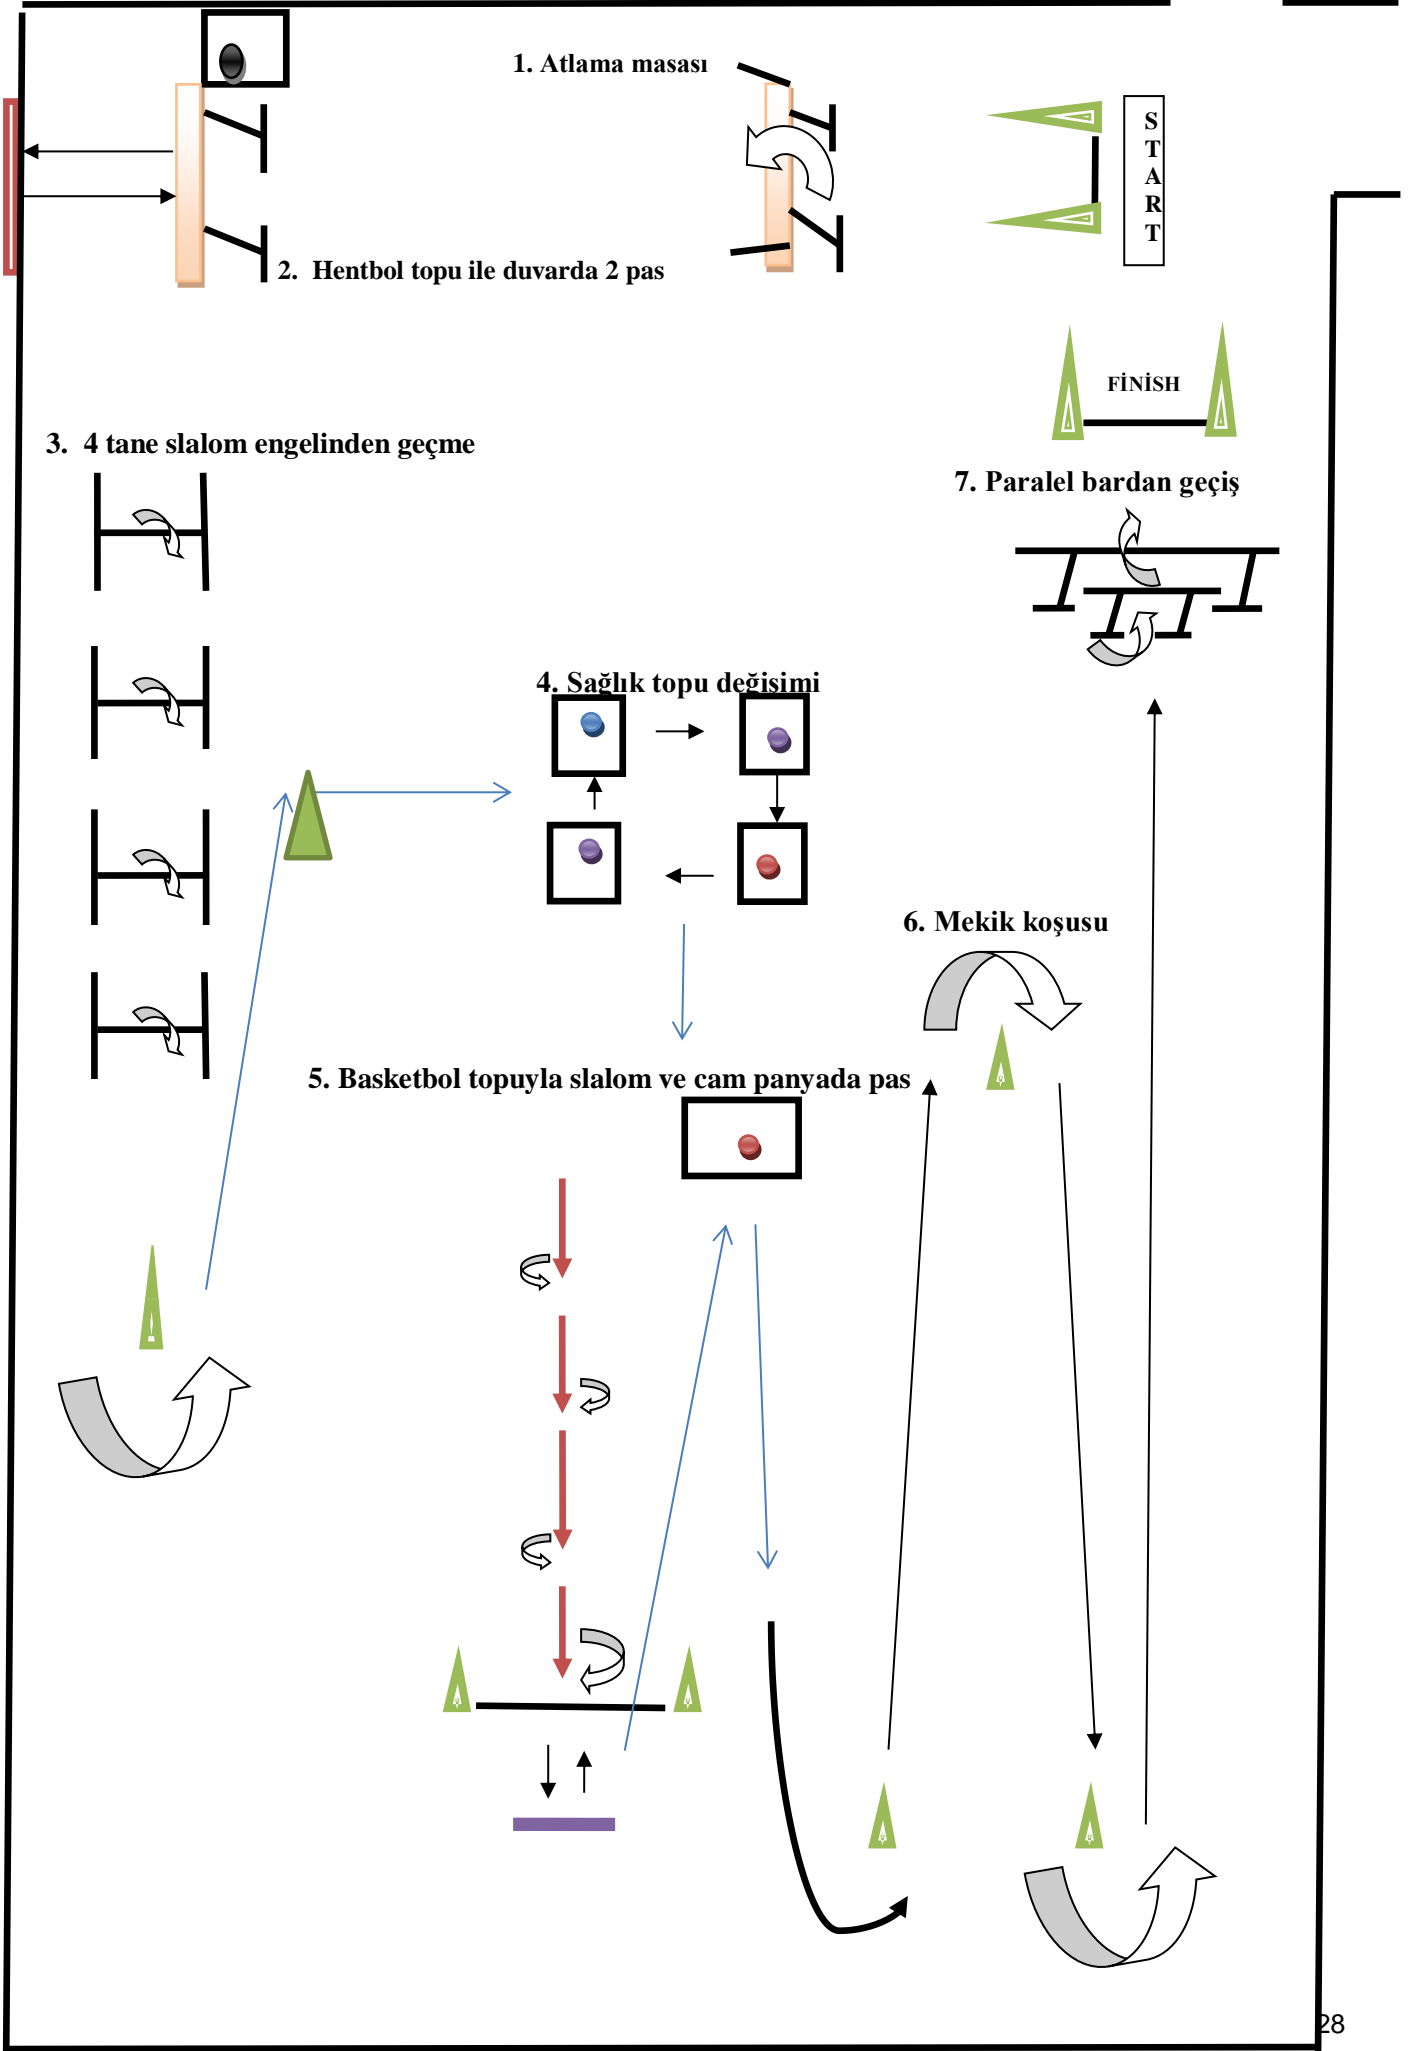 1. Atlama masası
S
T
A
R
T
2. Hentbol topu ile duvarda 2 pas
FİNİSH
3. 4 tane slalom engelinden geçme
7. Paralel bardan geçiş
4. Sağlık topu değişimi
6. Mekik koşusu
5. Basketbol topuyla slalom ve cam panyada pas
28